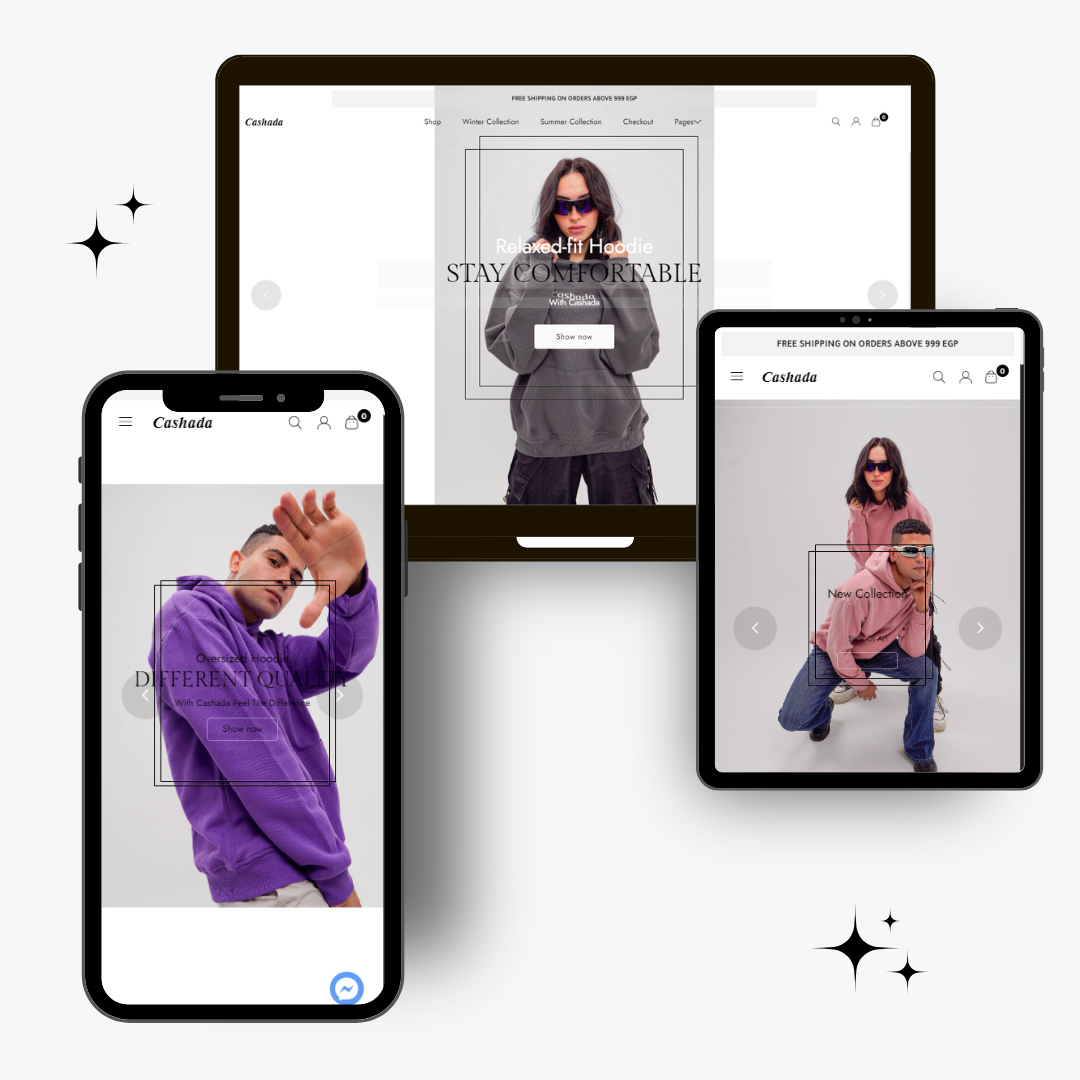 FREE SHIPPING ON ORDERS ABOVE 999 EGP
Cashada
Shop
Winter Collection
Summer Collection
Checkout
Pages
0
Relaxed-fit Hoodie
STAY COMFORTABLE
Cashada
With Cashada
Show now
FREE SHIPPING ON ORDERS ABOVE 999 EGP
Cashada
0
New Collection
Cashada
0
Oversized Hoodie
DIFFERENT QUALITY
With Cashada Feel The Difference
Show now